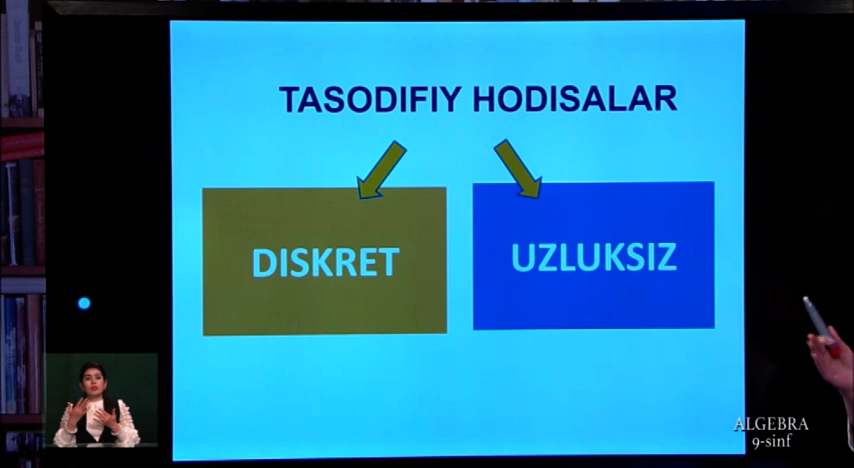 TASODIFIY HODISALAR
DISKRET
UZLUKSIZ
ALGEBRA
9-sinf